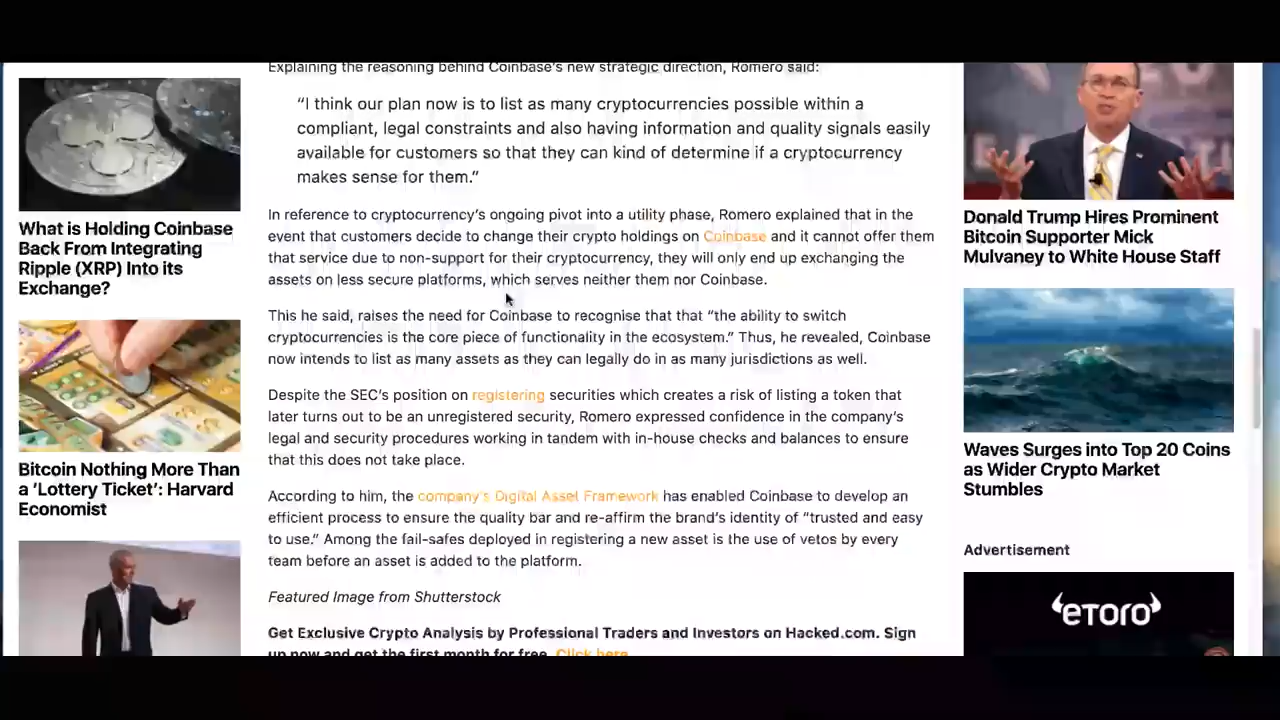 What is Holding Coinbase
Back From Integrating
Ripple (XRP) Into its
Exchange?
Bitcoin Nothing More Than
a ‘Lottery Ticket’: Harvard
Economist
Explaining the reasoning behind Coinbase's new strategic direction, Romero said:
“I think our plan now is to list as many cryptocurrencies possible within a
compliant, legal constraints and also having information and quality signals easily
available for customers so that they can kind of determine if a cryptocurrency
makes sense for them.”
In reference to cryptocurrency’s ongoing pivot into a utility phase, Romero explained that in the
event that customers decide to change their crypto holdings on Coinbase and it cannot offer them
that service due to non-support for their cryptocurrency, they will only end up exchanging the
assets on less secure platforms, which serves neither them nor Coinbase.
This he said, raises the need for Coinbase to recognise that that “the ability to switch
cryptocurrencies is the core piece of functionality in the ecosystem.” Thus, he revealed, Coinbase
now intends to list as many assets as they can legally do in as many jurisdictions as well.
Despite the SEC’s position on registering securities which creates a risk of listing a token that
later turns out to be an unregistered security, Romero expressed confidence in the company’s
legal and security procedures working in tandem with in-house checks and balances to ensure
that this does not take place.
According to him, the company’s Digital Asset Framework has enabled Coinbase to develop an
efficient process to ensure the quality bar and re-affirm the brand’s identity of “trusted and easy
to use.” Among the fail-safes deployed in registering a new asset is the use of vetos by every
team before an asset is added to the platform.
Featured Image from Shutterstock
Get Exclusive Crypto Analysis by Professional Traders and Investors on Hacked.com. Sign
up now and get the first month for free. Click here.
Donald Trump Hires Prominent
Bitcoin Supporter Mick
Mulvaney to White House Staff
Waves Surges into Top 20 Coins
as Wider Crypto Market
Stumbles
Advertisement
eTORO